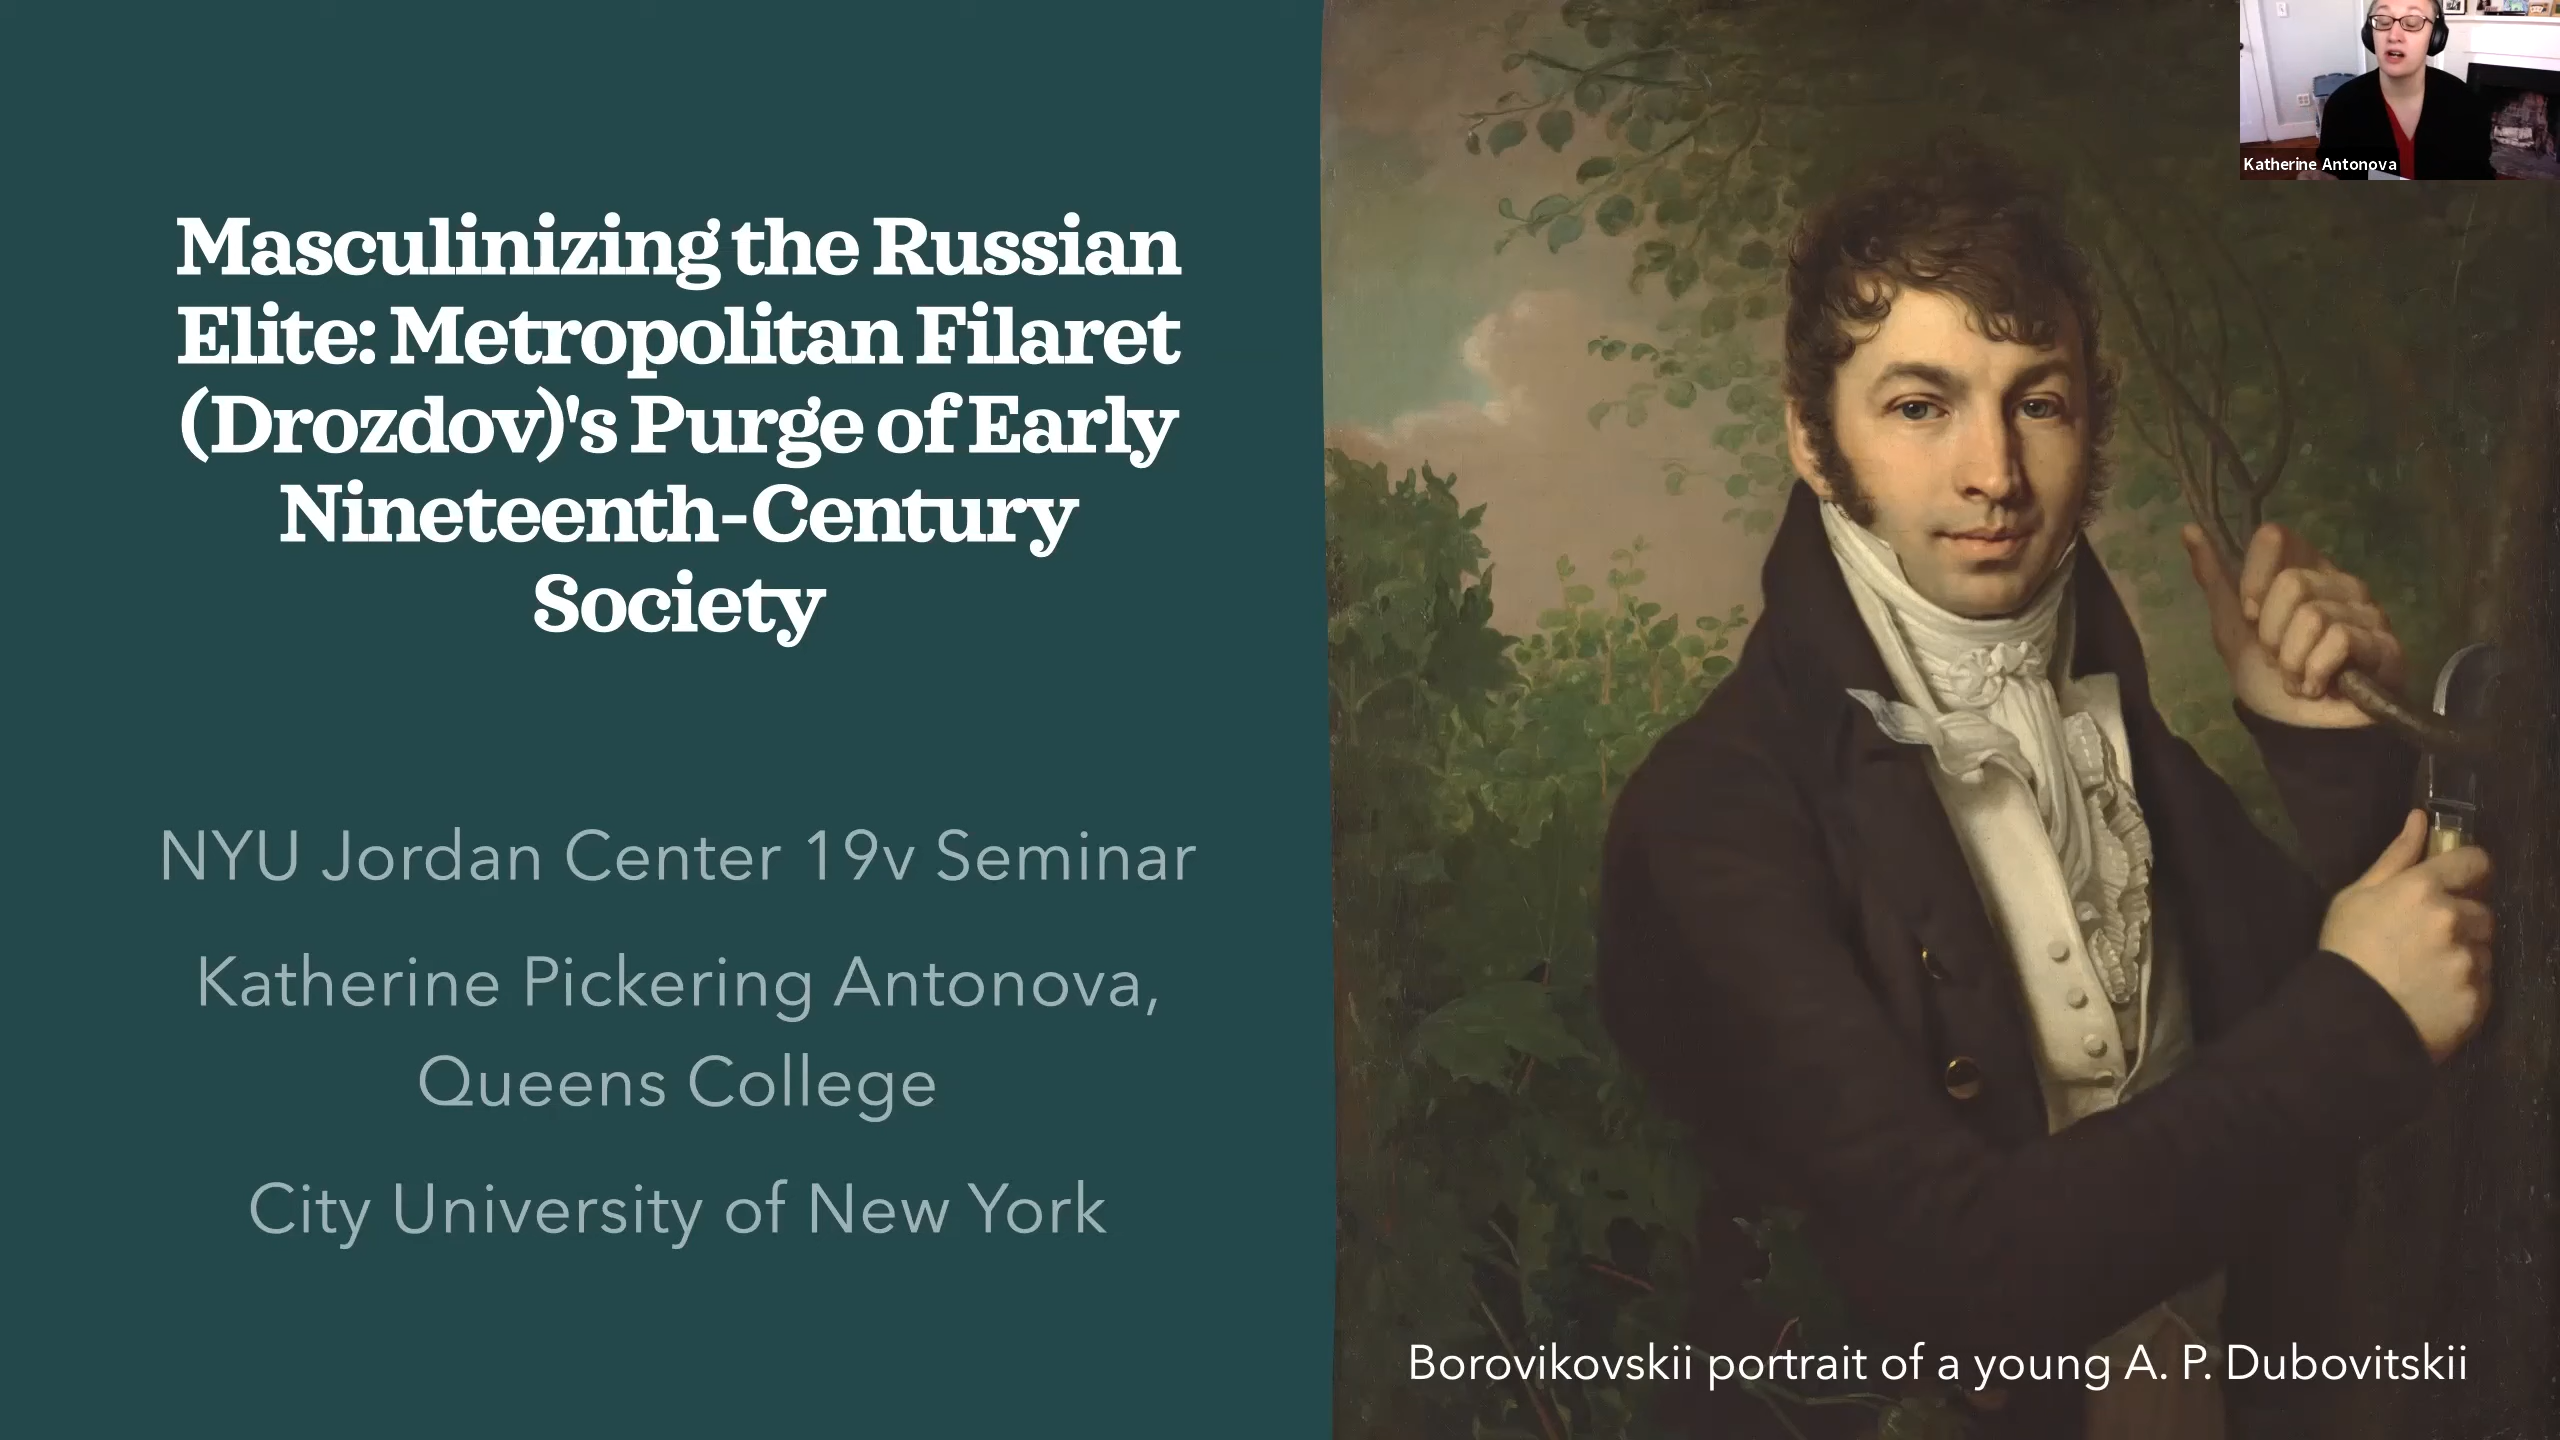 Masculinizing the Russian
Elite: Metropolitan Filaret
(Drozdov)'s Purge of Early
Nineteenth-Century
Society
NYU Jordan Center 19v Seminar
Katherine Pickering Antonova,
Queens College
City University of New York
Katherine Antonova
Borovikovskii portrait of a young A. P. Dubovitskii